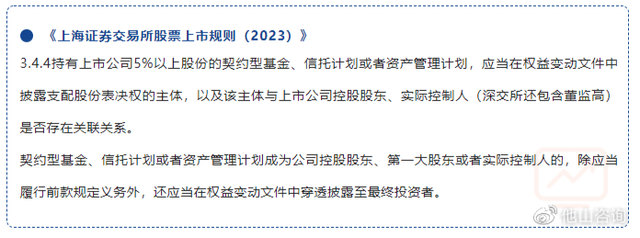 《上海证券交易所股票上市规则（2023）》
3.4.4持有上市公司5%以上股份的契约型基金、信托计划或者资产管理计划，应当在权益变动文件中
披露支配股份表决权的主体，以及该主体与上市公司控股股东、实际控制人（深交所还包含董监高）
是否存在关联关系。
契约型基金、信托计划或者资产管理计划成为公司控股股东、第一大股东或者实际控制人的，除应当
履行前款规定义务外，还应当在权益变动文件中穿透披露至最终投资者。
@他山咨询